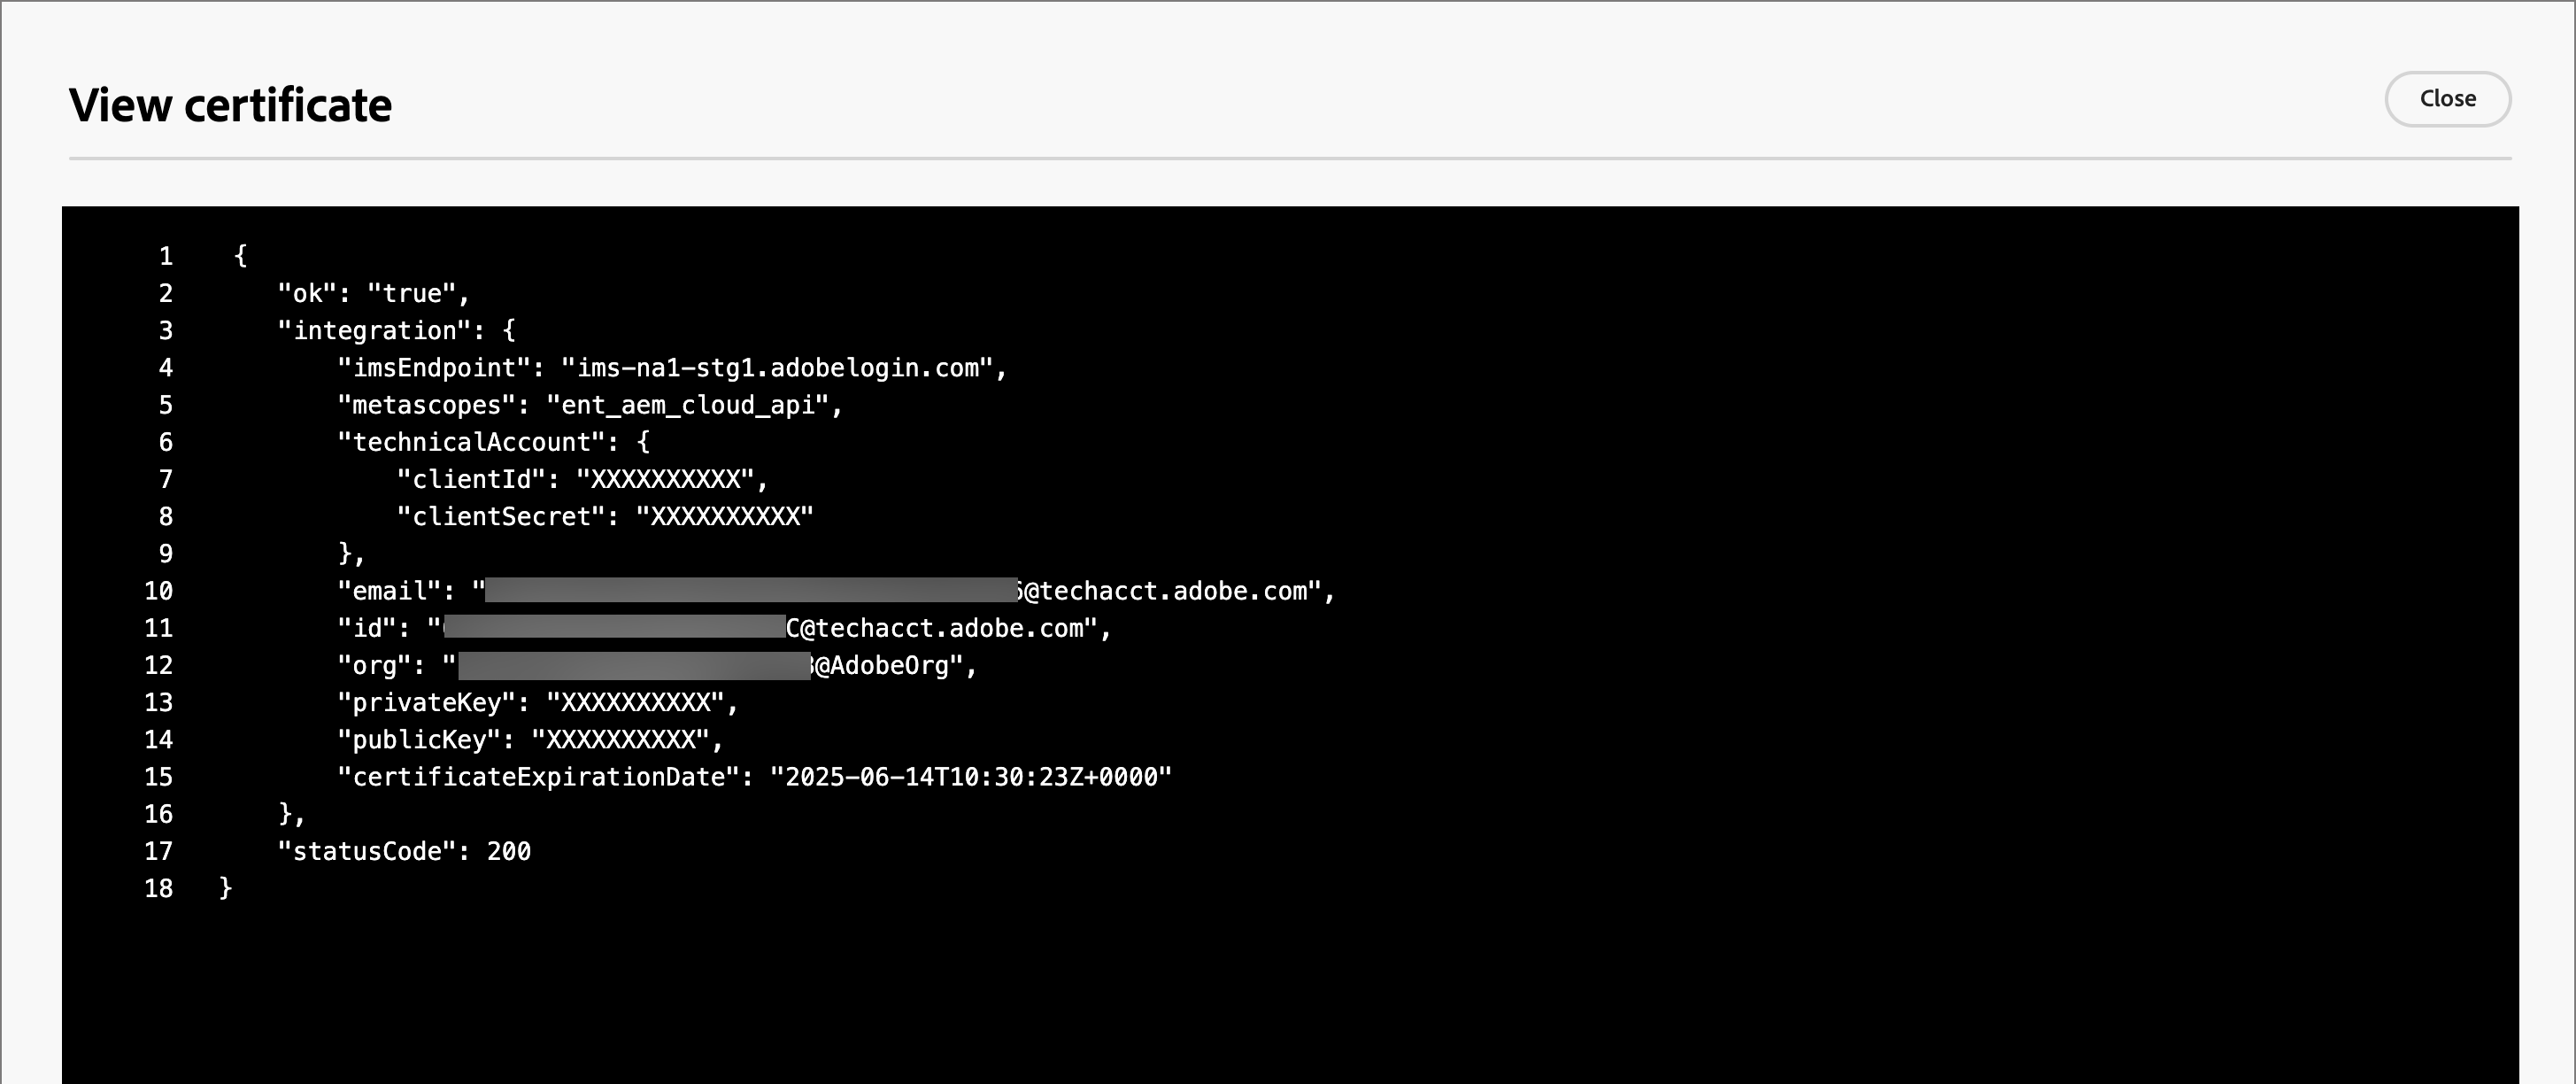 View certificate
Close
1 {
2 "ok": "true",
3 "integration": {
4 "imsEndpoint": "ims-na1-stg1.adobelogin.com",
5 "metascopes": "ent_aem_cloud_api",
6 "technicalAccount": {
7 "clientId": "XXXXXXXXXX",
8 "clientSecret": "XXXXXXXXXX"
9 },
10 "email": "@techacct.adobe.com",
11 "id": "C@techacct.adobe.com",
12 "org": "@AdobeOrg",
13 "privateKey": "XXXXXXXXXX",
14 "publicKey": "XXXXXXXXXX",
15 "certificateExpirationDate": "2025-06-14T10:30:23Z+0000"
16 },
17 "statusCode": 200
18 }